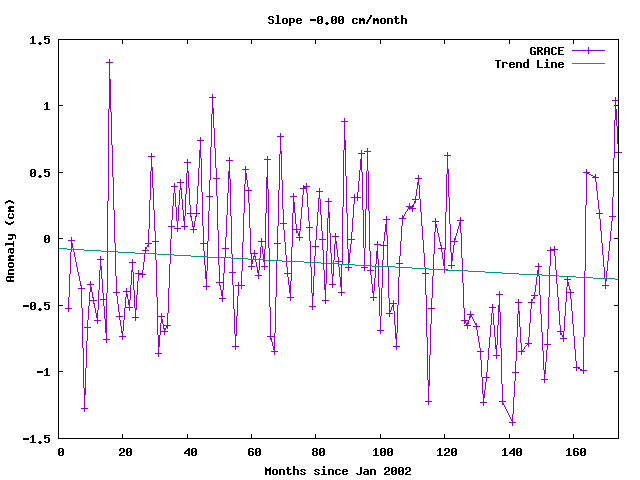 Slope -0.00 cm/month
GRACE
Trend Line
Anomaly (cm)
1.5
1
0.5
0
-0.5
-1
-1.5
0 20 40 60 80 100 120 140 160
Months since Jan 2002